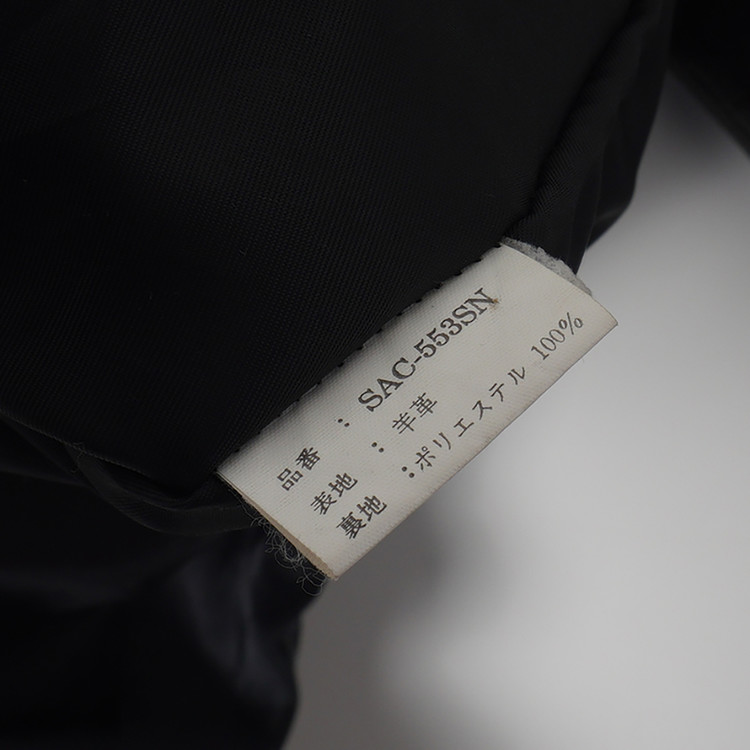 品番 : SAC-553SN
表地 : 羊革
裏地 : ポリエステル 100%